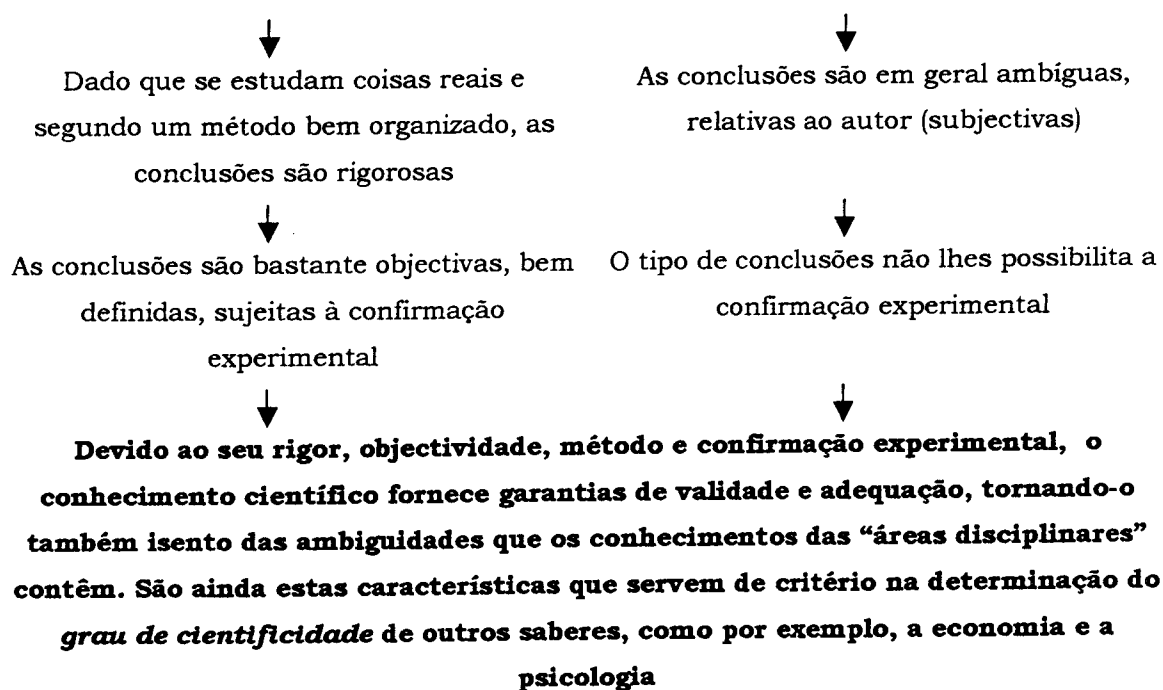 Dado que se estudam coisas reais e
segundo um método bem organizado, as
conclusões são rigorosas
As conclusões são em geral ambíguas,
relativas ao autor (subjectivas)
As conclusões são bastante objectivas, bem
definidas, sujeitas à confirmação
experimental
O tipo de conclusões não lhes possibilita a
confirmação experimental
Devido ao seu rigor, objectividade, método e confirmação experimental, o
conhecimento científico fornece garantias de validade e adequação, tornando-o
também isento das ambiguidades que os conhecimentos das “áreas disciplinares”
contêm. São ainda estas características que servem de critério na determinação do
grau de cientificidade de outros saberes, como por exemplo, a economia e a
psicologia